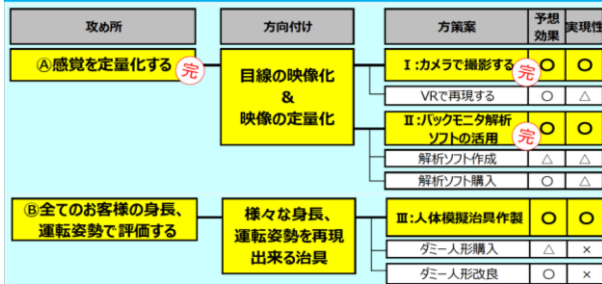 攻め所
方向付け
方策案
予想
効果
実現性
Ⓐ感覚を定量化する
完
目線の映像化
&
映像の定量化
Ⅰ:カメラで撮影する
完
○
○
VRで再現する
○
△
Ⅱ:バックモニタ解析
ソフトの活用
完
○
○
解析ソフト作成
△
△
解析ソフト購入
○
△
Ⓑ全てのお客様の身長、
運転姿勢で評価する
様々な身長、
運転姿勢を再現
出来る治具
Ⅲ:人体模擬治具作製
○
○
ダミー人形購入
△
×
ダミー人形改良
○
×